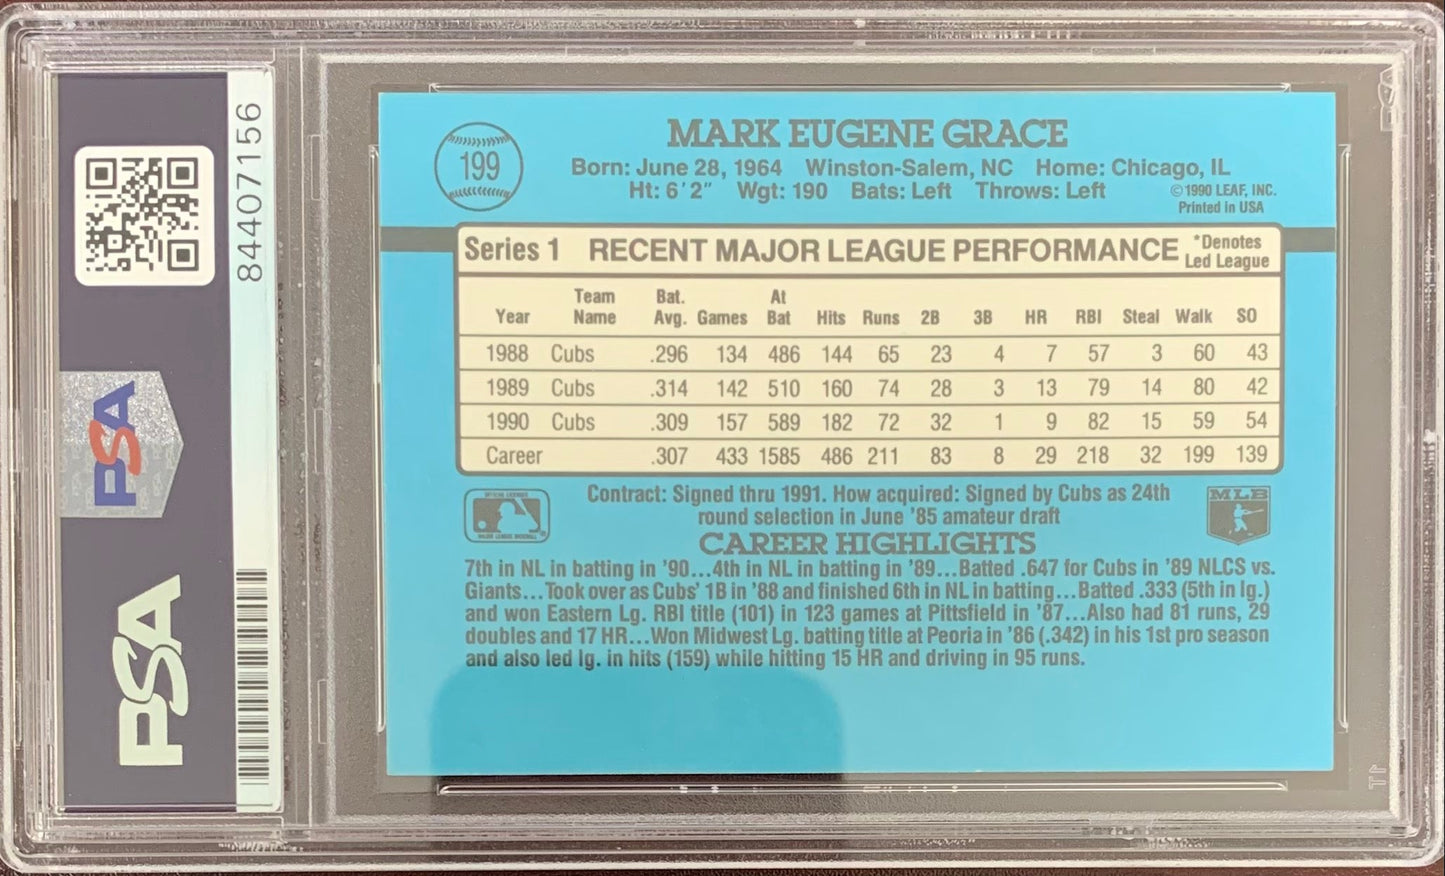 84407156
PSA
PSA
199
MARK EUGENE GRACE
Born: June 28, 1964 Winston-Salem, NC Home: Chicago, IL
Ht: 6'2" Wgt: 190 Bats: Left Throws: Left
©1990 LEAF, INC.
Printed in USA
Series 1 RECENT MAJOR LEAGUE PERFORMANCE *Denotes Led League
Year Team Name Bat. Avg. Games At Bat Hits Runs 2B 3B HR RBI Steal Walk SO
1988 Cubs .296 134 486 144 65 23 4 7 57 3 60 43
1989 Cubs .314 142 510 160 74 28 3 13 79 14 80 42
1990 Cubs .309 157 589 182 72 32 1 9 82 15 59 54
Career .307 433 1585 486 211 83 8 29 218 32 199 139
Contract: Signed thru 1991. How acquired: Signed by Cubs as 24th
round selection in June '85 amateur draft
MLB
CAREER HIGHLIGHTS
7th in NL in batting in '90...4th in NL in batting in '89...Batted .647 for Cubs in '89 NLCS vs.
Giants...Took over as Cubs' 1B in '88 and finished 6th in NL in batting...Batted .333 (5th in lg.)
and won Eastern Lg. RBI title (101) in 123 games at Pittsfield in '87...Also had 81 runs, 29
doubles and 17 HR...Won Midwest Lg. batting title at Peoria in '86 (.342) in his 1st pro season
and also led lg. in hits (159) while hitting 15 HR and driving in 95 runs.